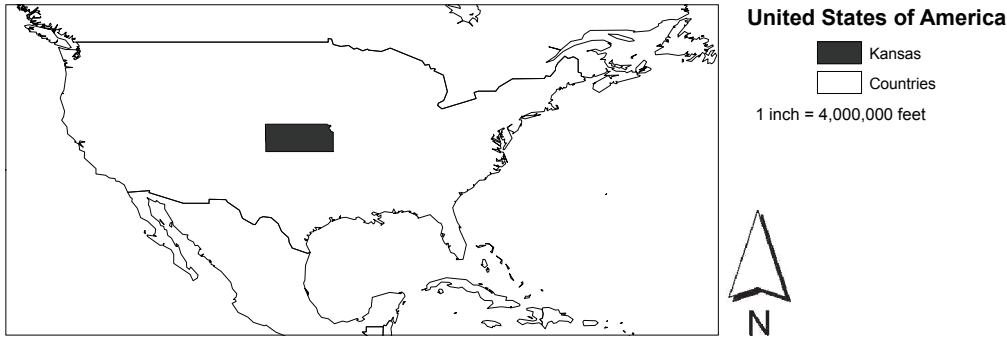 United States of America
Kansas
Countries
1 inch = 4,000,000 feet
N